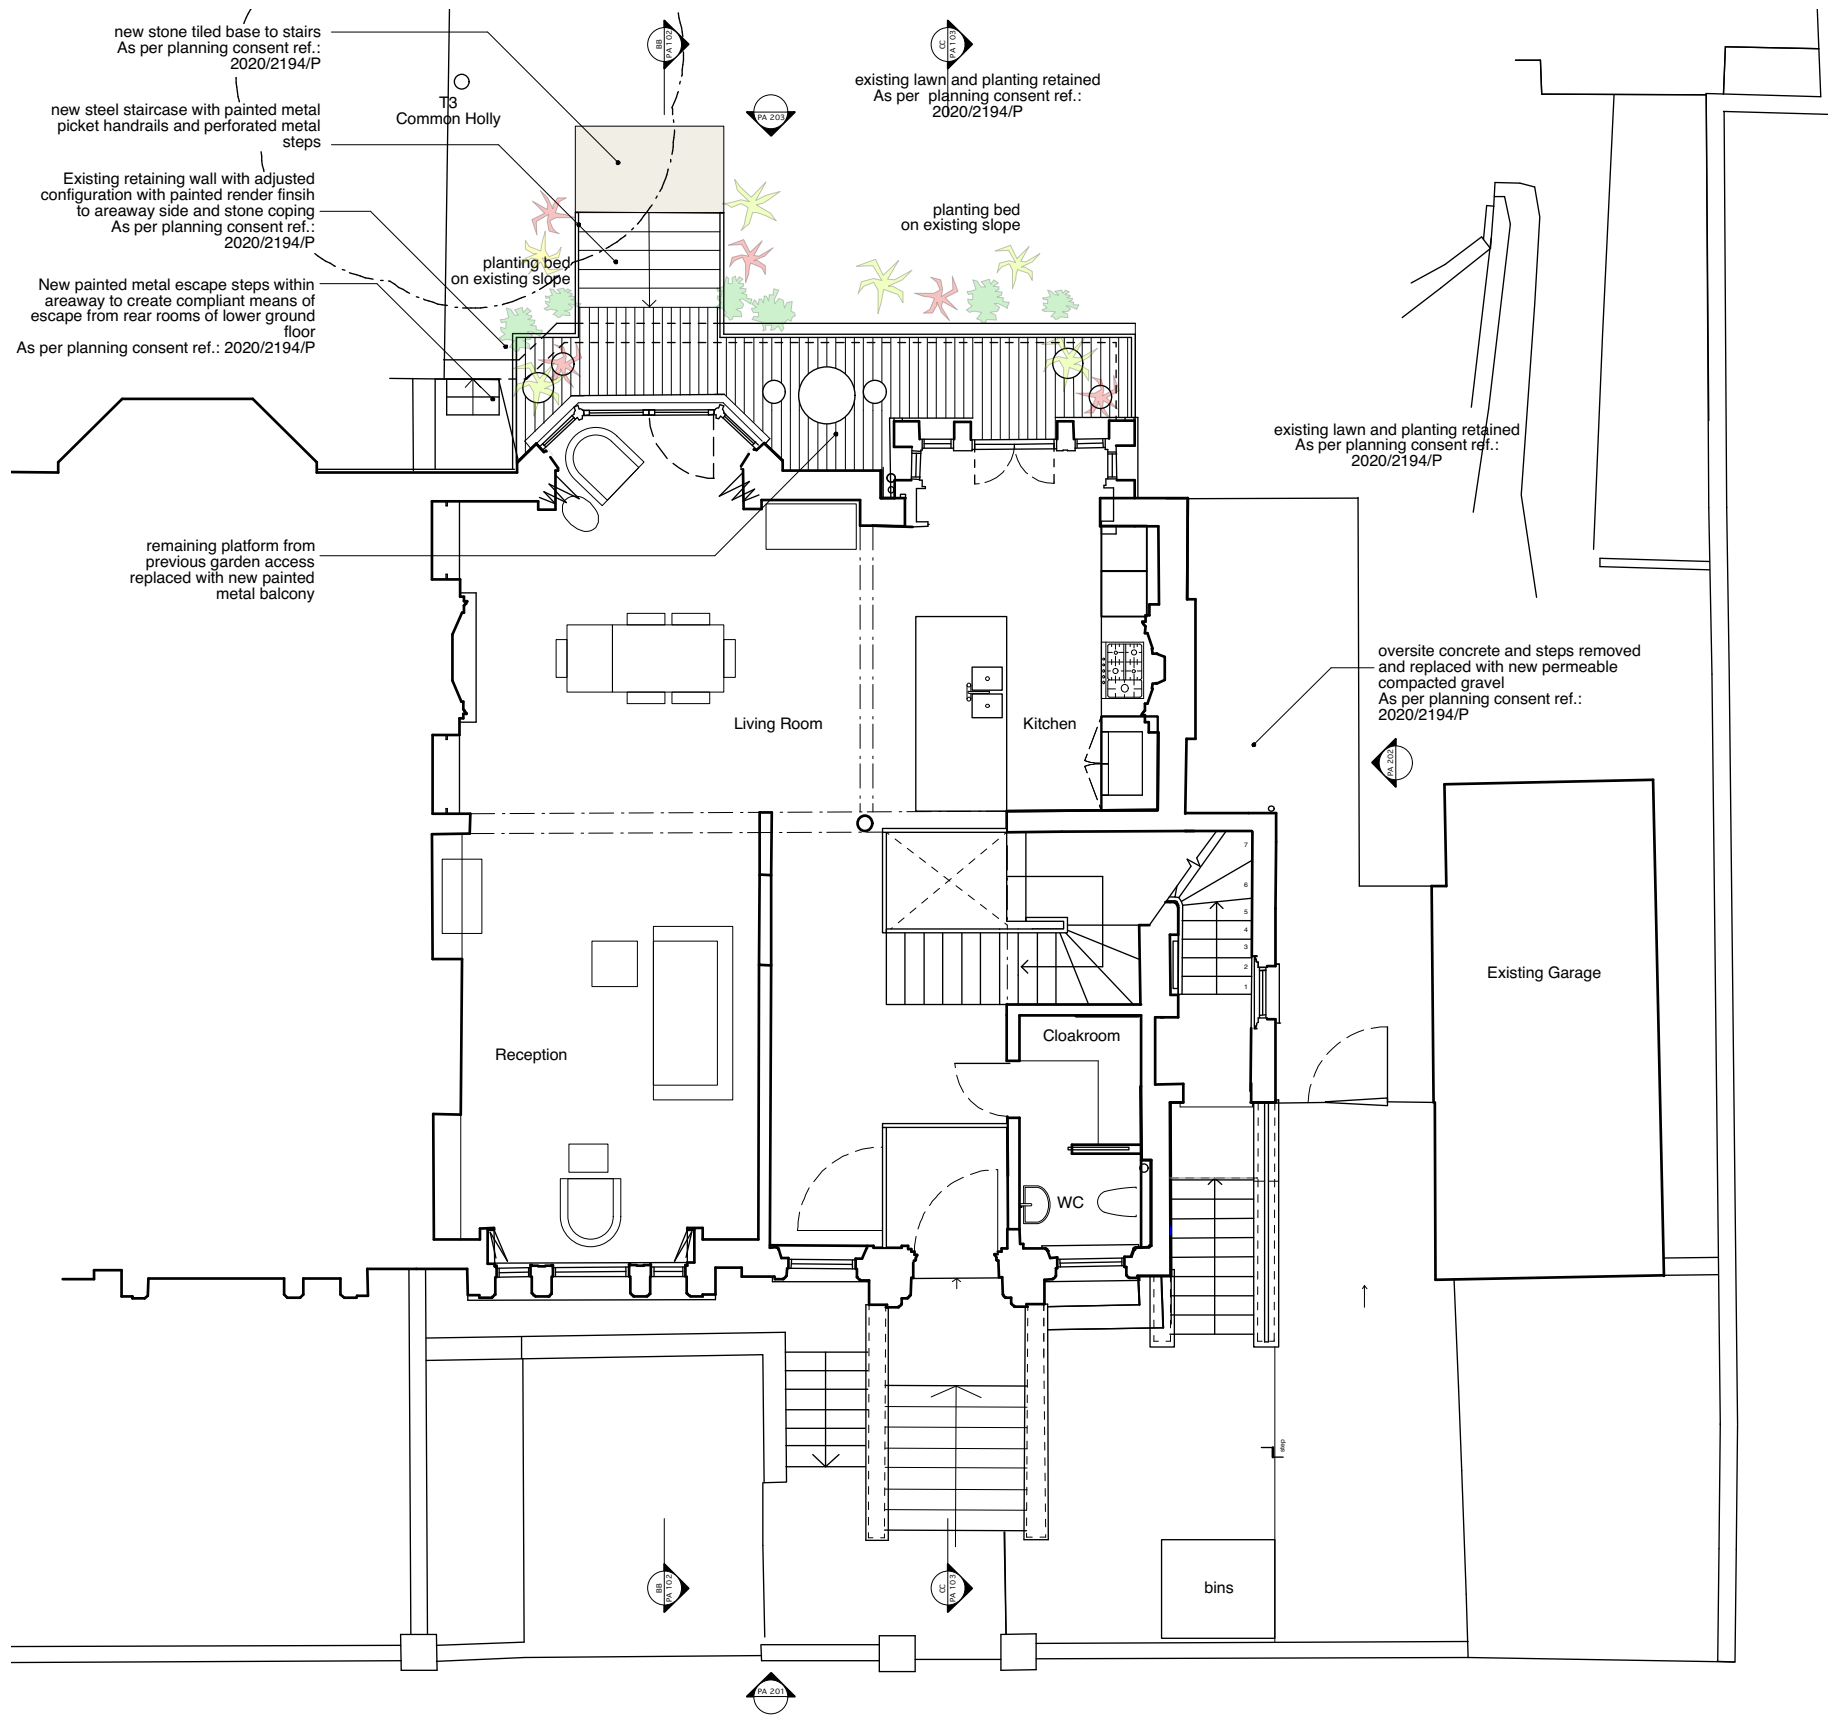 new stone tiled base to stairs
As per planning consent ref.:
2020/2194/P
new steel staircase with painted metal
picket handrails and perforated metal
steps
Existing retaining wall with adjusted
configuration with painted render finsih
to areaway side and stone coping
As per planning consent ref.:
2020/2194/P
New painted metal escape steps within
areaway to create compliant means of
escape from rear rooms of lower ground
floor
As per planning consent ref.: 2020/2194/P
T3
Common Holly
BB
PA 102
CC
PA 103
PA 203
existing lawn and planting retained
As per planning consent ref.:
2020/2194/P
planting bed
on existing slope
planting bed
on existing slope
existing lawn and planting retained
As per planning consent ref.:
2020/2194/P
remaining platform from
previous garden access
replaced with new painted
metal balcony
oversite concrete and steps removed
and replaced with new permeable
compacted gravel
As per planning consent ref.:
2020/2194/P
PA 202
Living Room
Kitchen
7
6
5
4
3
2
1
Existing Garage
Reception
Cloakroom
WC
step
bins
BB
PA 102
CC
PA 103
PA 201